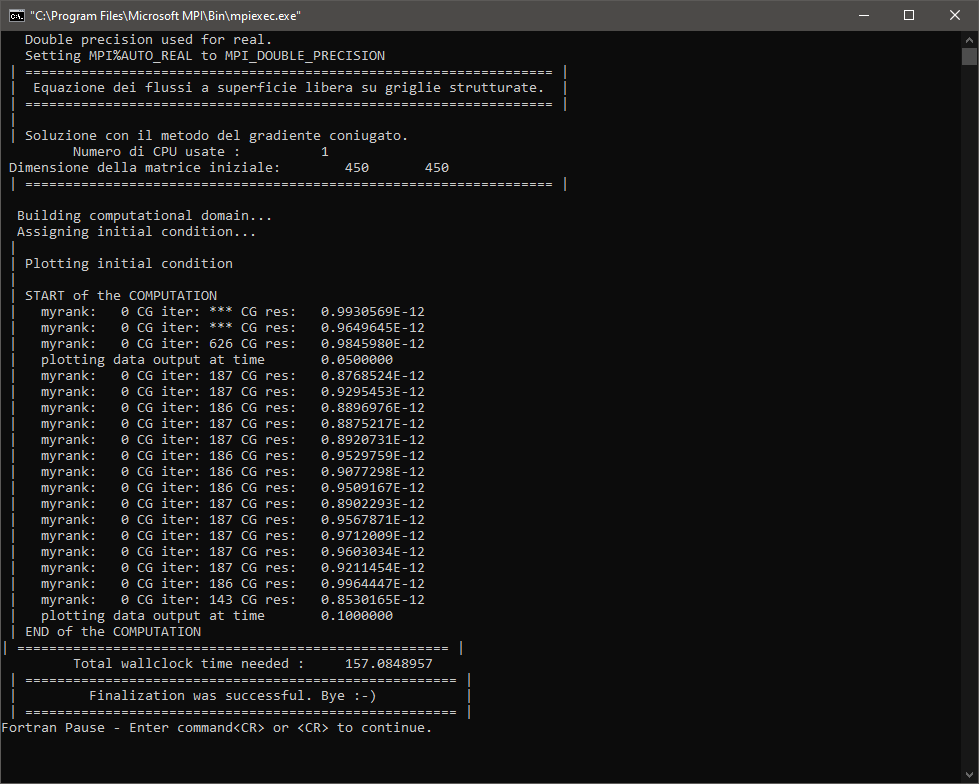 "C:\Program Files\Microsoft MPI\Bin\mpiexec.exe"
Double precision used for real.
Setting MPI%AUTO_REAL to MPI_DOUBLE_PRECISION
| ================================================================== |
| Equazione dei flussi a superficie libera su griglie strutturate. |
| ================================================================== |
|
| Soluzione con il metodo del gradiente coniugato.
Numero di CPU usate : 1
Dimensione della matrice iniziale: 450 450
| ================================================================== |
Building computational domain...
Assigning initial condition...
|
| Plotting initial condition
|
| START of the COMPUTATION
| myrank: 0 CG iter: *** CG res: 0.9930569E-12
| myrank: 0 CG iter: *** CG res: 0.9649645E-12
| myrank: 0 CG iter: 626 CG res: 0.9845980E-12
| plotting data output at time 0.0500000
| myrank: 0 CG iter: 187 CG res: 0.8768524E-12
| myrank: 0 CG iter: 187 CG res: 0.9295453E-12
| myrank: 0 CG iter: 186 CG res: 0.8896976E-12
| myrank: 0 CG iter: 187 CG res: 0.8875217E-12
| myrank: 0 CG iter: 187 CG res: 0.8920731E-12
| myrank: 0 CG iter: 186 CG res: 0.9529759E-12
| myrank: 0 CG iter: 186 CG res: 0.9077298E-12
| myrank: 0 CG iter: 186 CG res: 0.9509167E-12
| myrank: 0 CG iter: 187 CG res: 0.8902293E-12
| myrank: 0 CG iter: 187 CG res: 0.9567871E-12
| myrank: 0 CG iter: 187 CG res: 0.9712009E-12
| myrank: 0 CG iter: 187 CG res: 0.9603034E-12
| myrank: 0 CG iter: 187 CG res: 0.9211454E-12
| myrank: 0 CG iter: 186 CG res: 0.9964447E-12
| myrank: 0 CG iter: 143 CG res: 0.8530165E-12
| plotting data output at time 0.1000000
| END of the COMPUTATION
| ====================================================== |
Total wallclock time needed : 157.0848957
| ====================================================== |
| Finalization was successful. Bye :-) |
| ====================================================== |
Fortran Pause - Enter command<CR> or <CR> to continue.